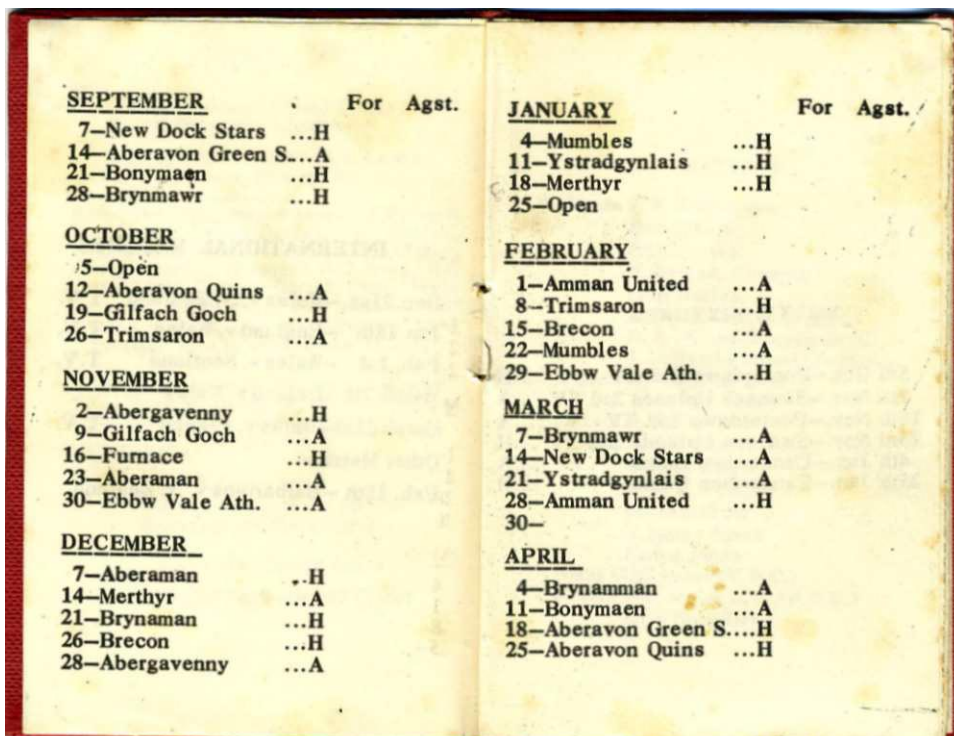 SEPTEMBER For Agst.
7—New Dock Stars ...H
14—Aberavon Green S....A
21—Bonymaen ...H
28—Brynmawr ...H
OCTOBER
5—Open
12—Aberavon Quins ...A
19—Gilfach Goch ...H
26—Trimsaron ...A
NOVEMBER
2—Abergavenny ...H
9—Gilfach Goch ...A
16—Furnace ...H
23—Aberaman ...A
30—Ebbw Vale Ath. ...A
DECEMBER
7—Aberaman ...H
14—Merthyr ...A
21—Brynaman ...H
26—Brecon ...H
28—Abergavenny ...A
JANUARY For Agst.
4—Mumbles ...H
11—Ystradgynlais ...H
18—Merthyr ...H
25—Open
FEBRUARY
1—Amman United ...A
8—Trimsaron ...H
15—Brecon ...A
22—Mumbles ...A
29—Ebbw Vale Ath. ...H
MARCH
7—Brynmawr ...A
14—New Dock Stars ...A
21—Ystradgynlais ...A
28—Amman United ...H
30—
APRIL
4—Brynamman ...A
11—Bonymaen ...A
18—Aberavon Green S....H
25—Aberavon Quins ...H